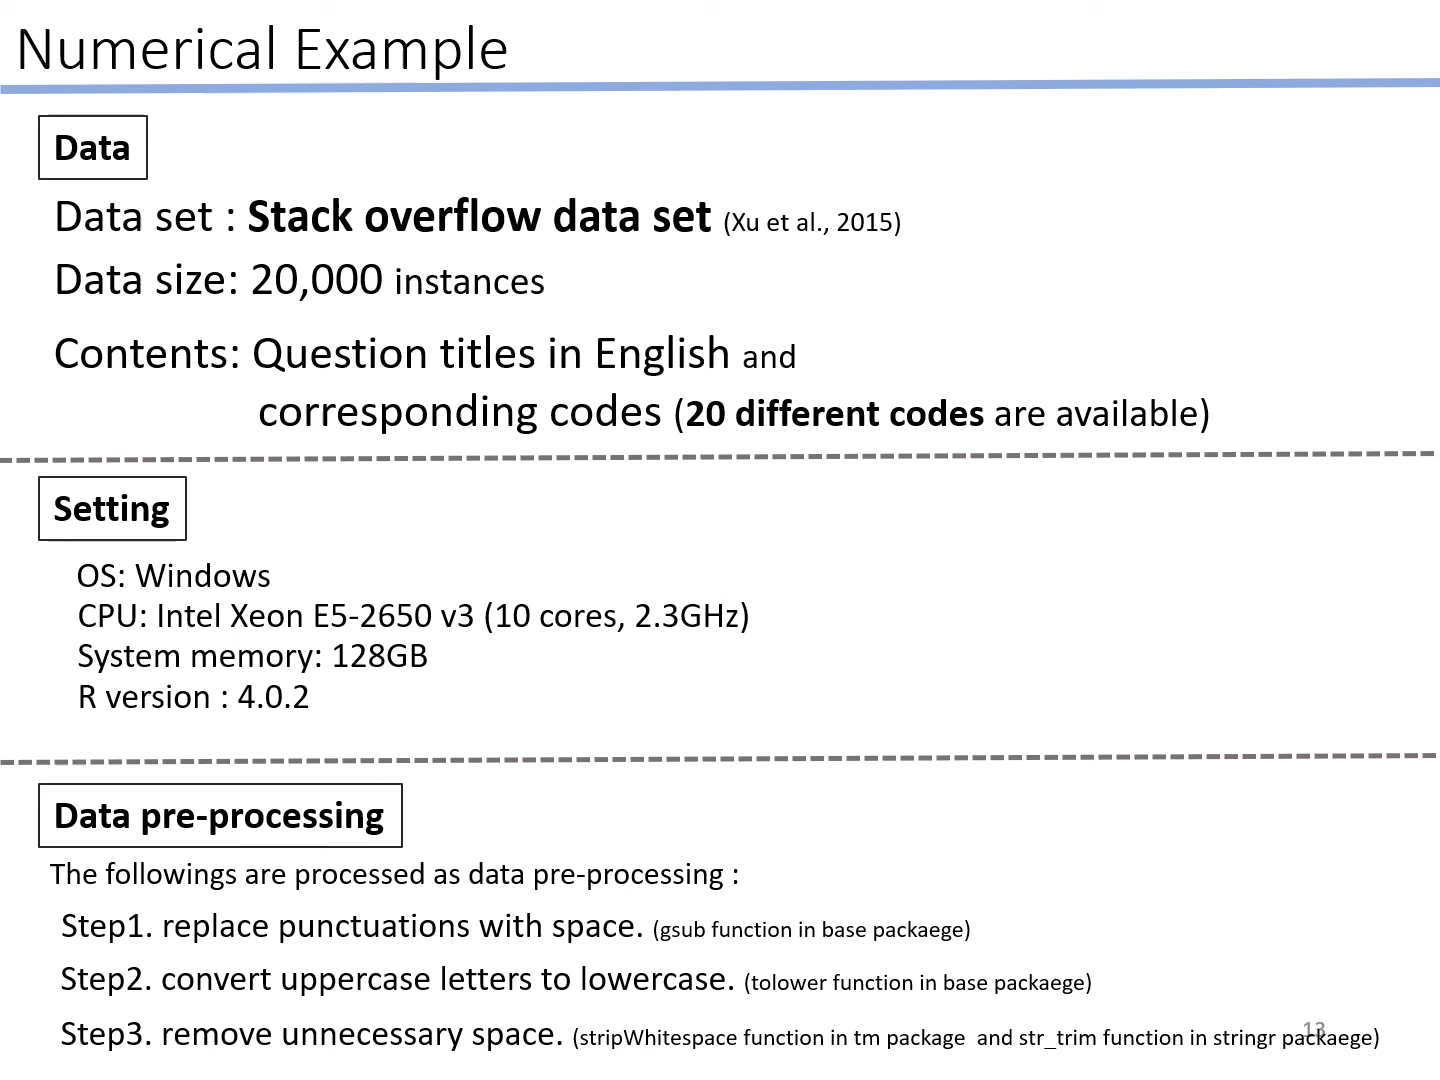 Numerical Example
Data
Data set : Stack overflow data set (Xu et al., 2015)
Data size: 20,000 instances
Contents: Question titles in English and
corresponding codes (20 different codes are available)
Setting
OS: Windows
CPU: Intel Xeon E5-2650 v3 (10 cores, 2.3GHz)
System memory: 128GB
R version : 4.0.2
Data pre-processing
The followings are processed as data pre-processing :
Step1. replace punctuations with space. (gsub function in base packaege)
Step2. convert uppercase letters to lowercase. (tolower function in base packaege)
Step3. remove unnecessary space. (stripWhitespace function in tm package and str_trim function in stringr packaege)
13